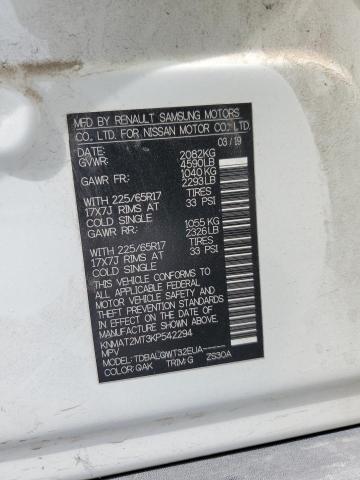 MFD BY RENAULT SAMSUNG MOTORS
CO. LTD. FOR NISSAN MOTOR CO., LTD.
DATE: 03/19
GVWR: 2082KG
4590LB
GAWR FR: 1040 KG
2293LB
WITH 225/65R17 TIRES
17X7J RIMS AT 33 PSI
COLD SINGLE
GAWR RR: 1055 KG
2326LB
WITH 225/65R17 TIRES
17X7J RIMS AT 33 PSI
COLD SINGLE
THIS VEHICLE CONFORMS TO
ALL APPLICABLE FEDERAL
MOTOR VEHICLE SAFETY AND
THEFT PREVENTION STANDARDS
IN EFFECT ON THE DATE OF
MANUFACTURE SHOWN ABOVE.
KNMAT2MT3KP542294
MPV
MODEL: TDBALGWT32EUA-----
COLOR: QAK TRIM: G ZS30A